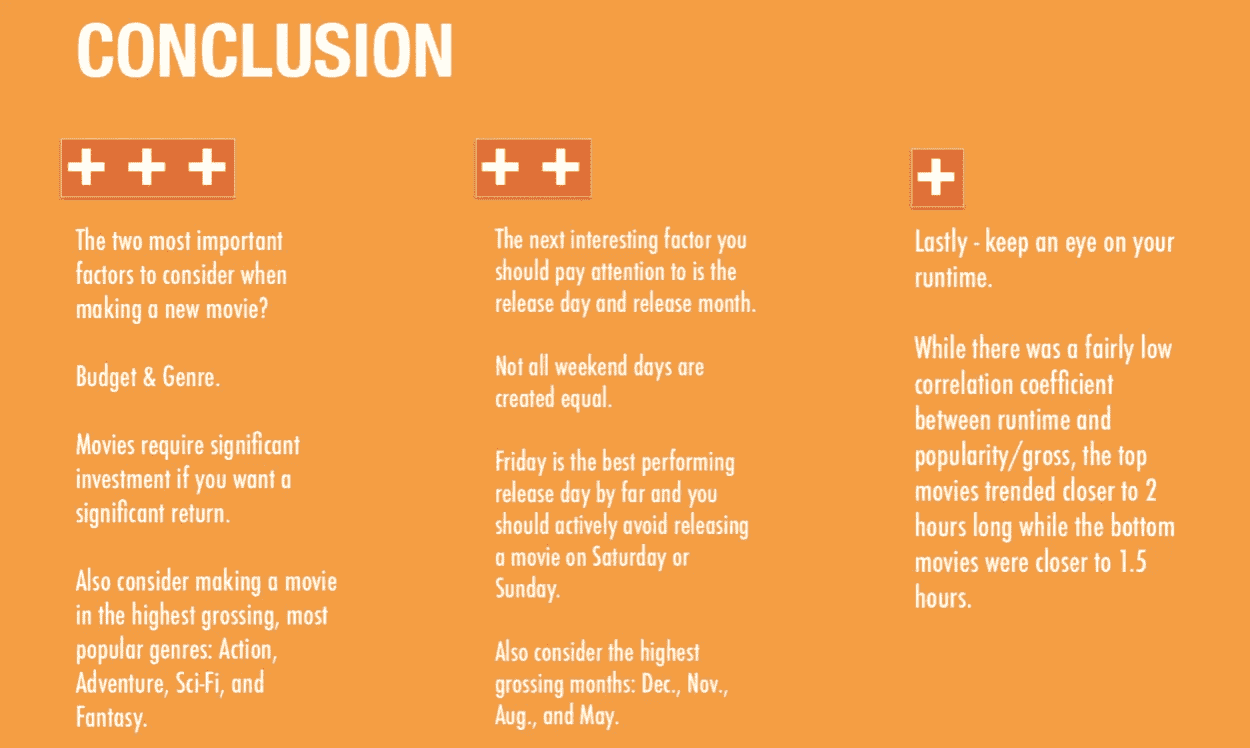 CONCLUSION
+ + +
The two most important
factors to consider when
making a new movie?
Budget & Genre.
Movies require significant
investment if you want a
significant return.
Also consider making a movie
in the highest grossing, most
popular genres: Action,
Adventure, Sci-Fi, and
Fantasy.
+ +
The next interesting factor you
should pay attention to is the
release day and release month.
Not all weekend days are
created equal.
Friday is the best performing
release day by far and you
should actively avoid releasing
a movie on Saturday or
Sunday.
Also consider the highest
grossing months: Dec., Nov.,
Aug., and May.
+
Lastly - keep an eye on your
runtime.
While there was a fairly low
correlation coefficient
between runtime and
popularity/gross, the top
movies trended closer to 2
hours long while the bottom
movies were closer to 1.5
hours.